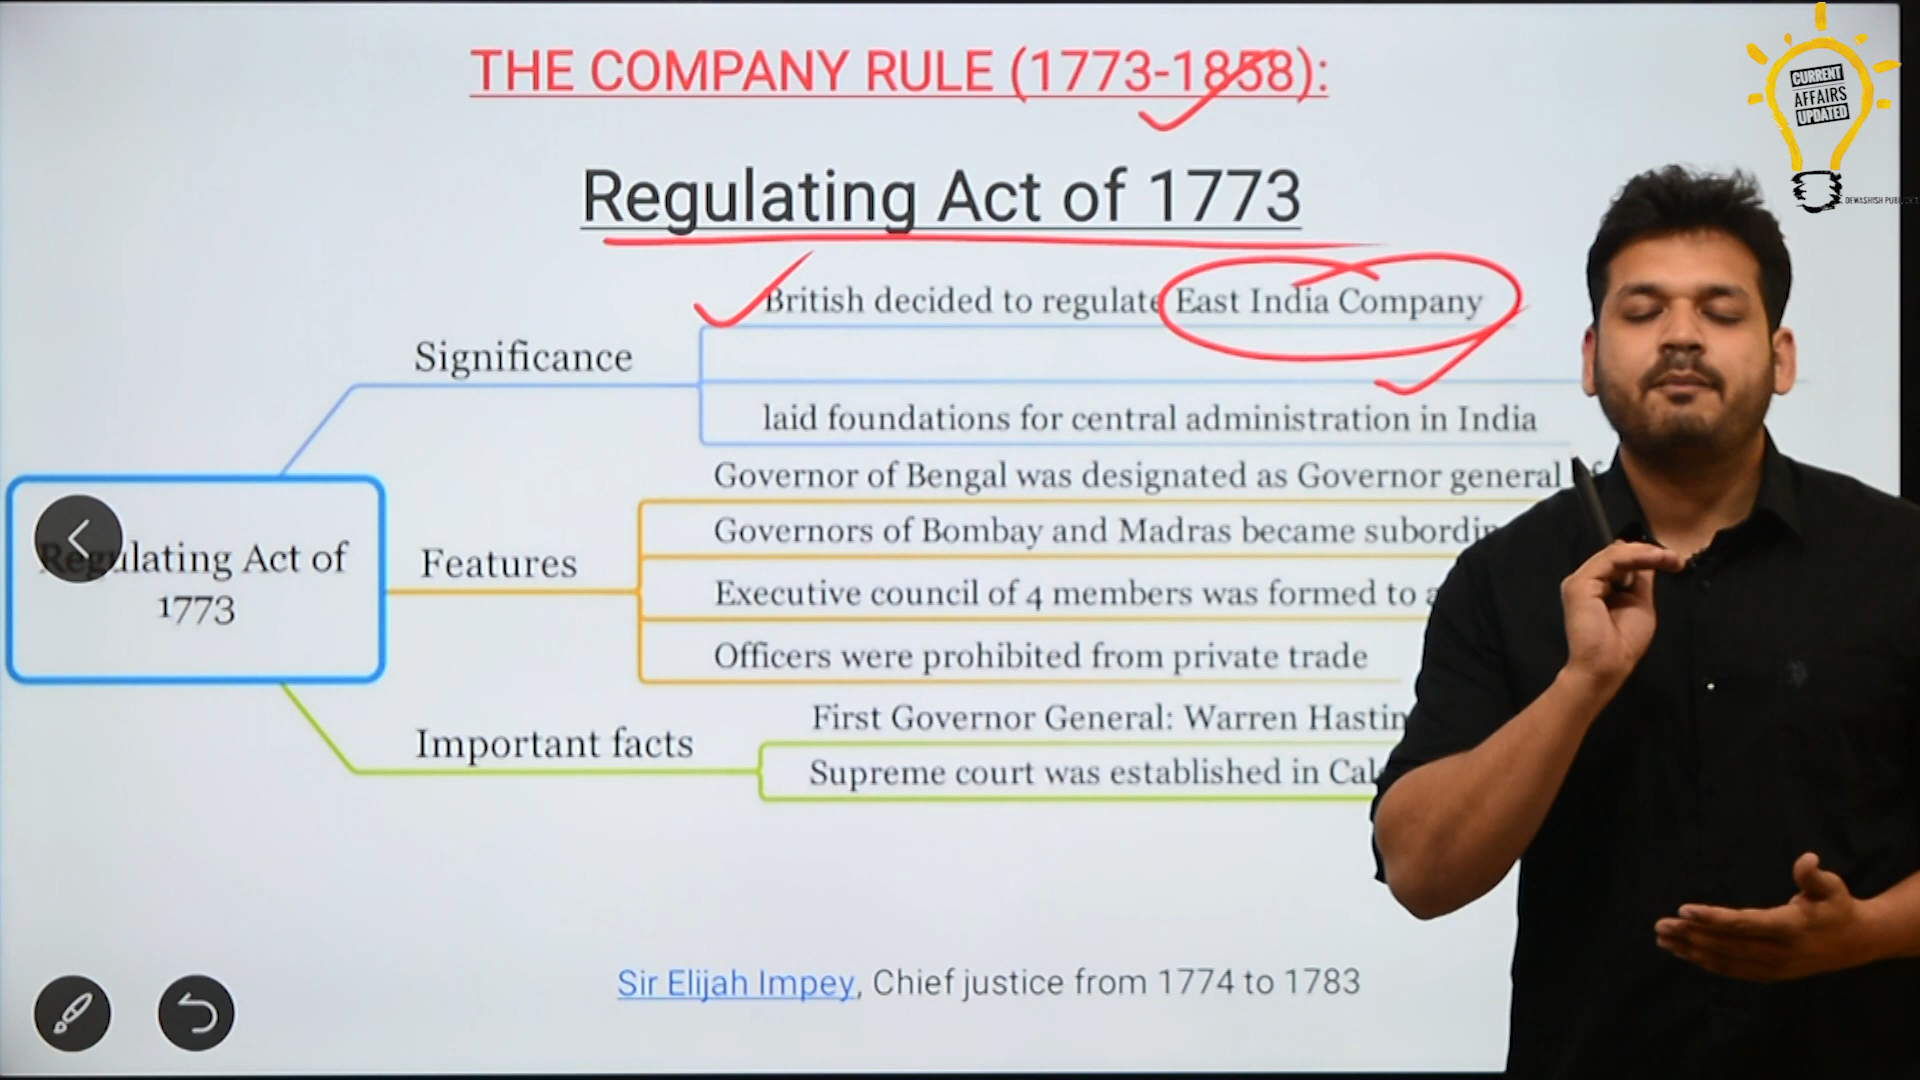 THE COMPANY RULE (1773-1858):
CURRENT
AFFAIRS
UPDATED
Regulating Act of 1773
British decided to regulate East India Company
Significance
laid foundations for central administration in India
Governor of Bengal was designated as Governor general
Governors of Bombay and Madras became
Regulating Act of
1773
Features
Executive council of 4 members was formed to
Officers were prohibited from private trade
First Governor General: Warren
Important facts
Supreme court was established in
Sir Elijah Impey, Chief justice from 1774 to 1783